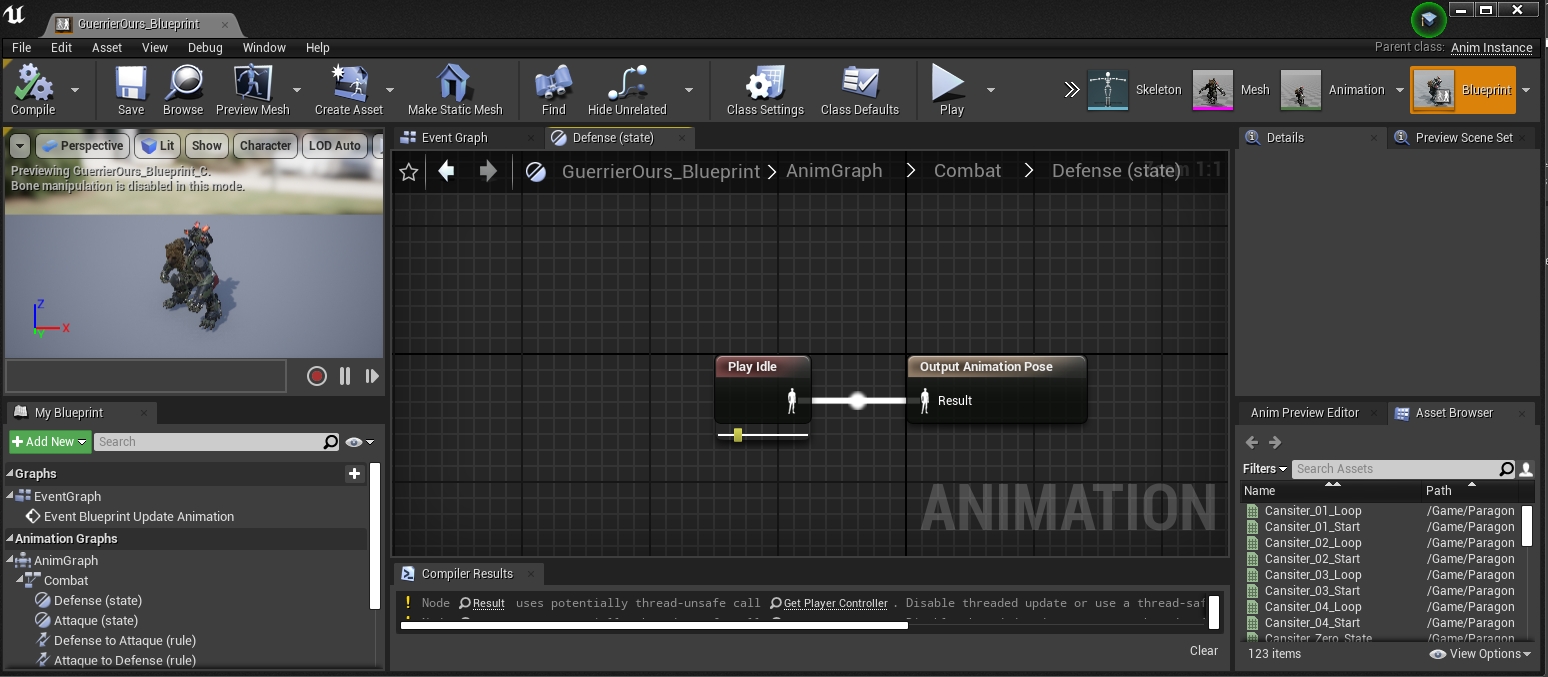 GuerrierOurs_Blueprint
File Edit Asset View Debug Window Help
Parent class: Anim Instance
Compile Save Browse Preview Mesh Create Asset Make Static Mesh Find Hide Unrelated Class Settings Class Defaults Play Skeleton Mesh Animation Blueprint
Perspective Lit Show Character LOD Auto
Previewing GuerrierOurs_Blueprint_C.
Bone manipulation is disabled in this mode.
Z
X
Y
My Blueprint
Add New Search
Graphs
EventGraph
Event Blueprint Update Animation
Animation Graphs
AnimGraph
Combat
Defense (state)
Attaque (state)
Defense to Attaque (rule)
Attaque to Defense (rule)
Event Graph Defense (state)
GuerrierOurs_Blueprint AnimGraph Combat Defense (state)
Zoom 1:1
Play Idle
Output Animation Pose
Result
ANIMATION
Compiler Results
! Node Result uses potentially thread-unsafe call Get Player Controller . Disable threaded update or use a thread-saf
Clear
Details Preview Scene Set
Anim Preview Editor Asset Browser
Filters Search Assets
Name Path
Cansiter_01_Loop /Game/Paragon
Cansiter_01_Start /Game/Paragon
Cansiter_02_Loop /Game/Paragon
Cansiter_02_Start /Game/Paragon
Cansiter_03_Loop /Game/Paragon
Cansiter_03_Start /Game/Paragon
Cansiter_04_Loop /Game/Paragon
Cansiter_04_Start /Game/Paragon
Cansiter_Zero_State /Game/Paragon
123 items View Options